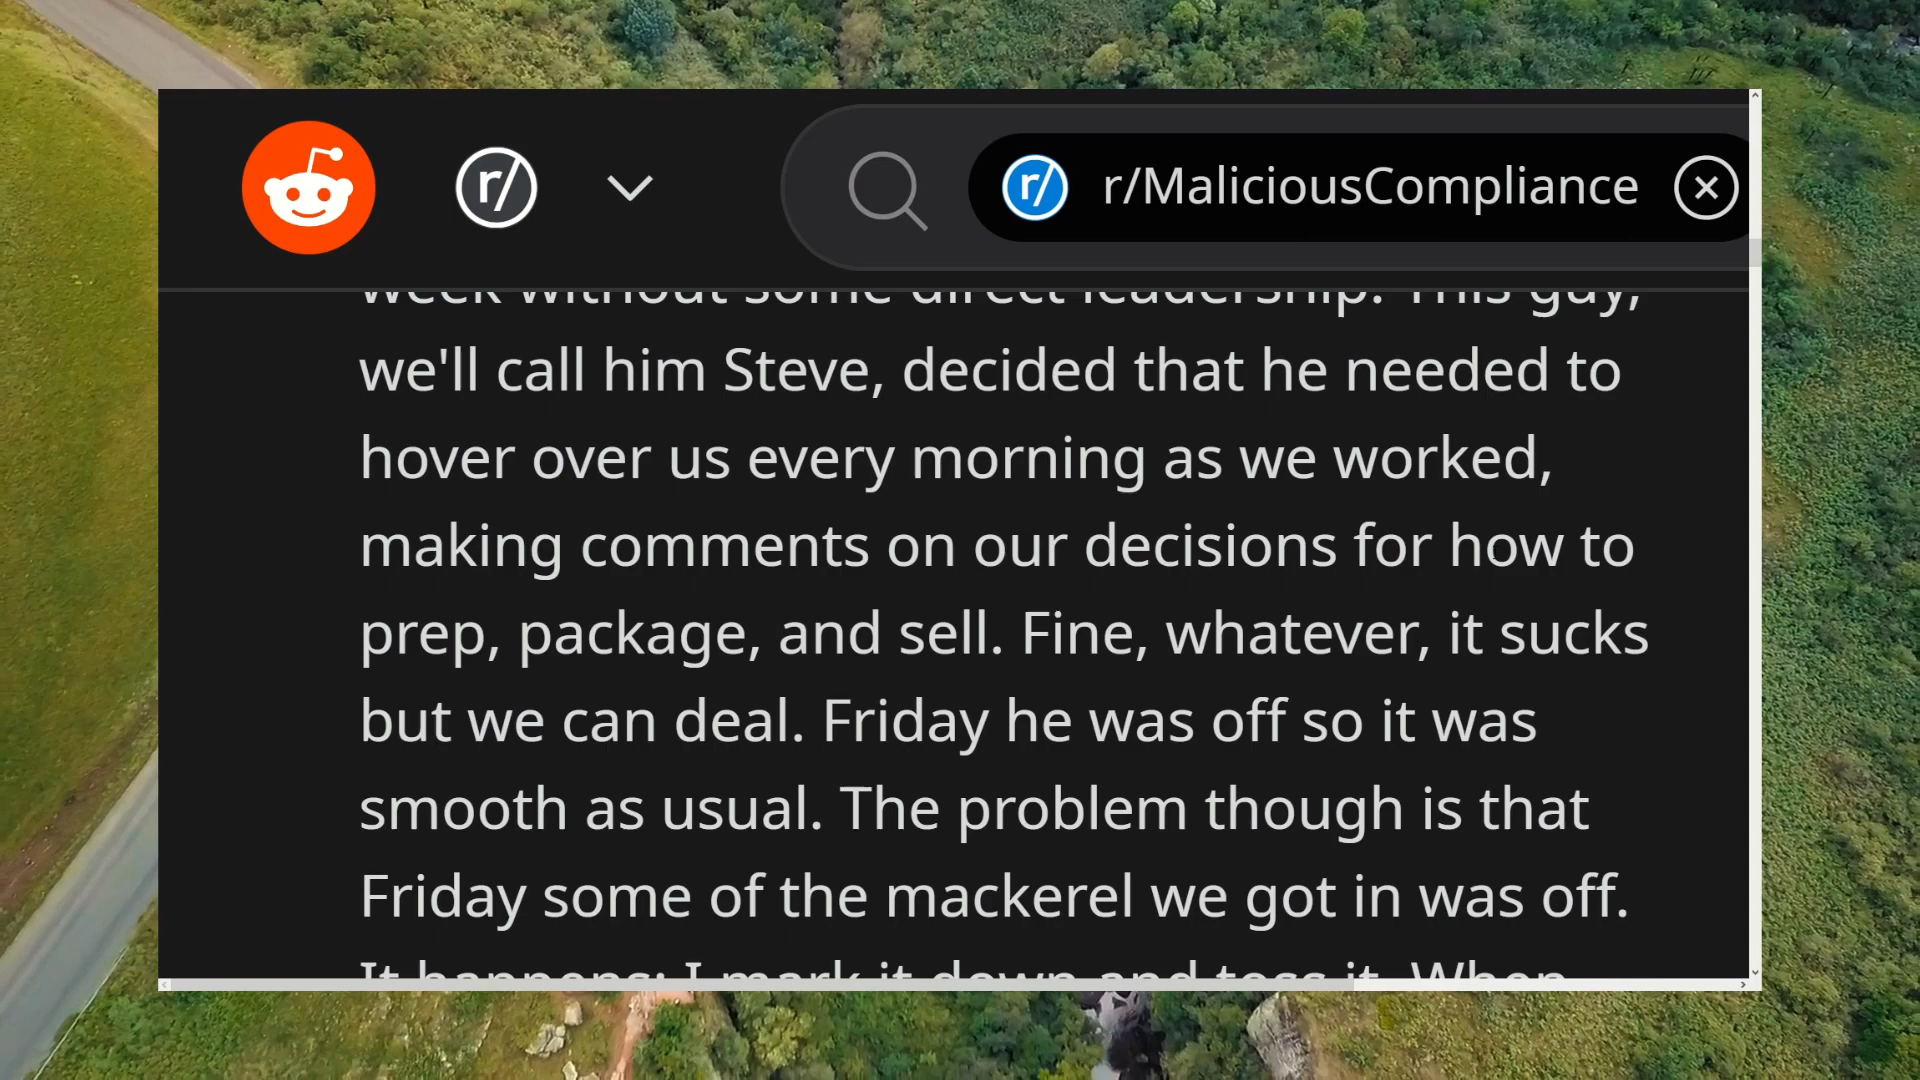 r/ r/ r/MaliciousCompliance
week without some direct leadership. This guy,
we'll call him Steve, decided that he needed to
hover over us every morning as we worked,
making comments on our decisions for how to
prep, package, and sell. Fine, whatever, it sucks
but we can deal. Friday he was off so it was
smooth as usual. The problem though is that
Friday some of the mackerel we got in was off.
It happens; I mark it down and toss it. When